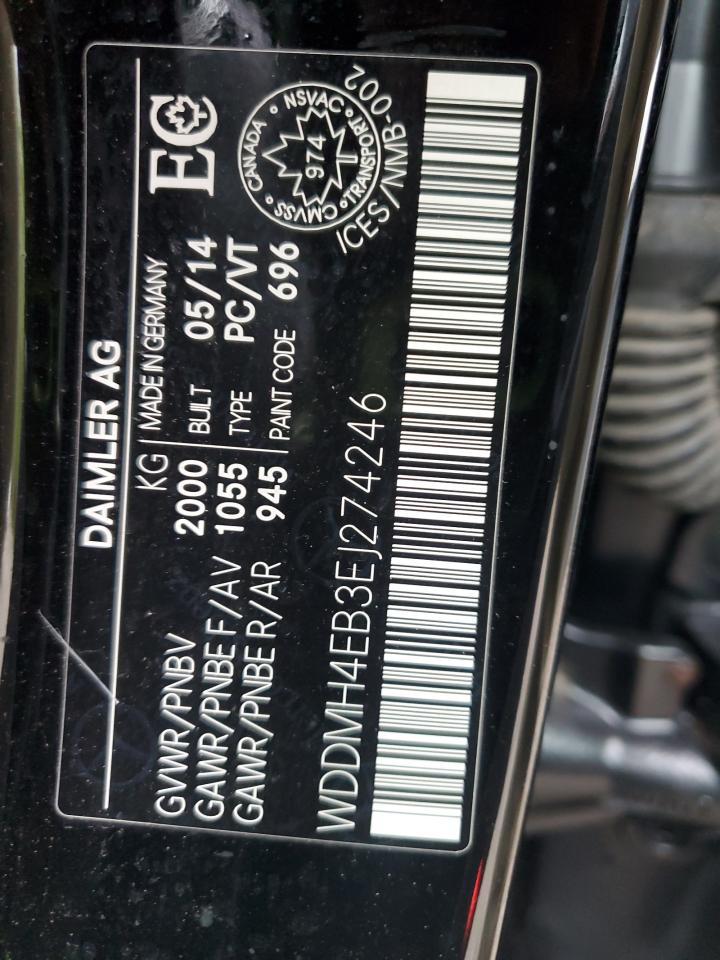 DAIMLER AG
KG MADE IN GERMANY
GVWR/PNBV 2000 BUILT 05/14
GAWR/PNBE F/AV 1055 TYPE PC/VT
GAWR/PNBE R/AR 945 PAINT CODE 696
EC
CANADA NSVAC TRANSPORT CMVSS
974
ICES/NMB-002
WDDMH4EB3EJ274246